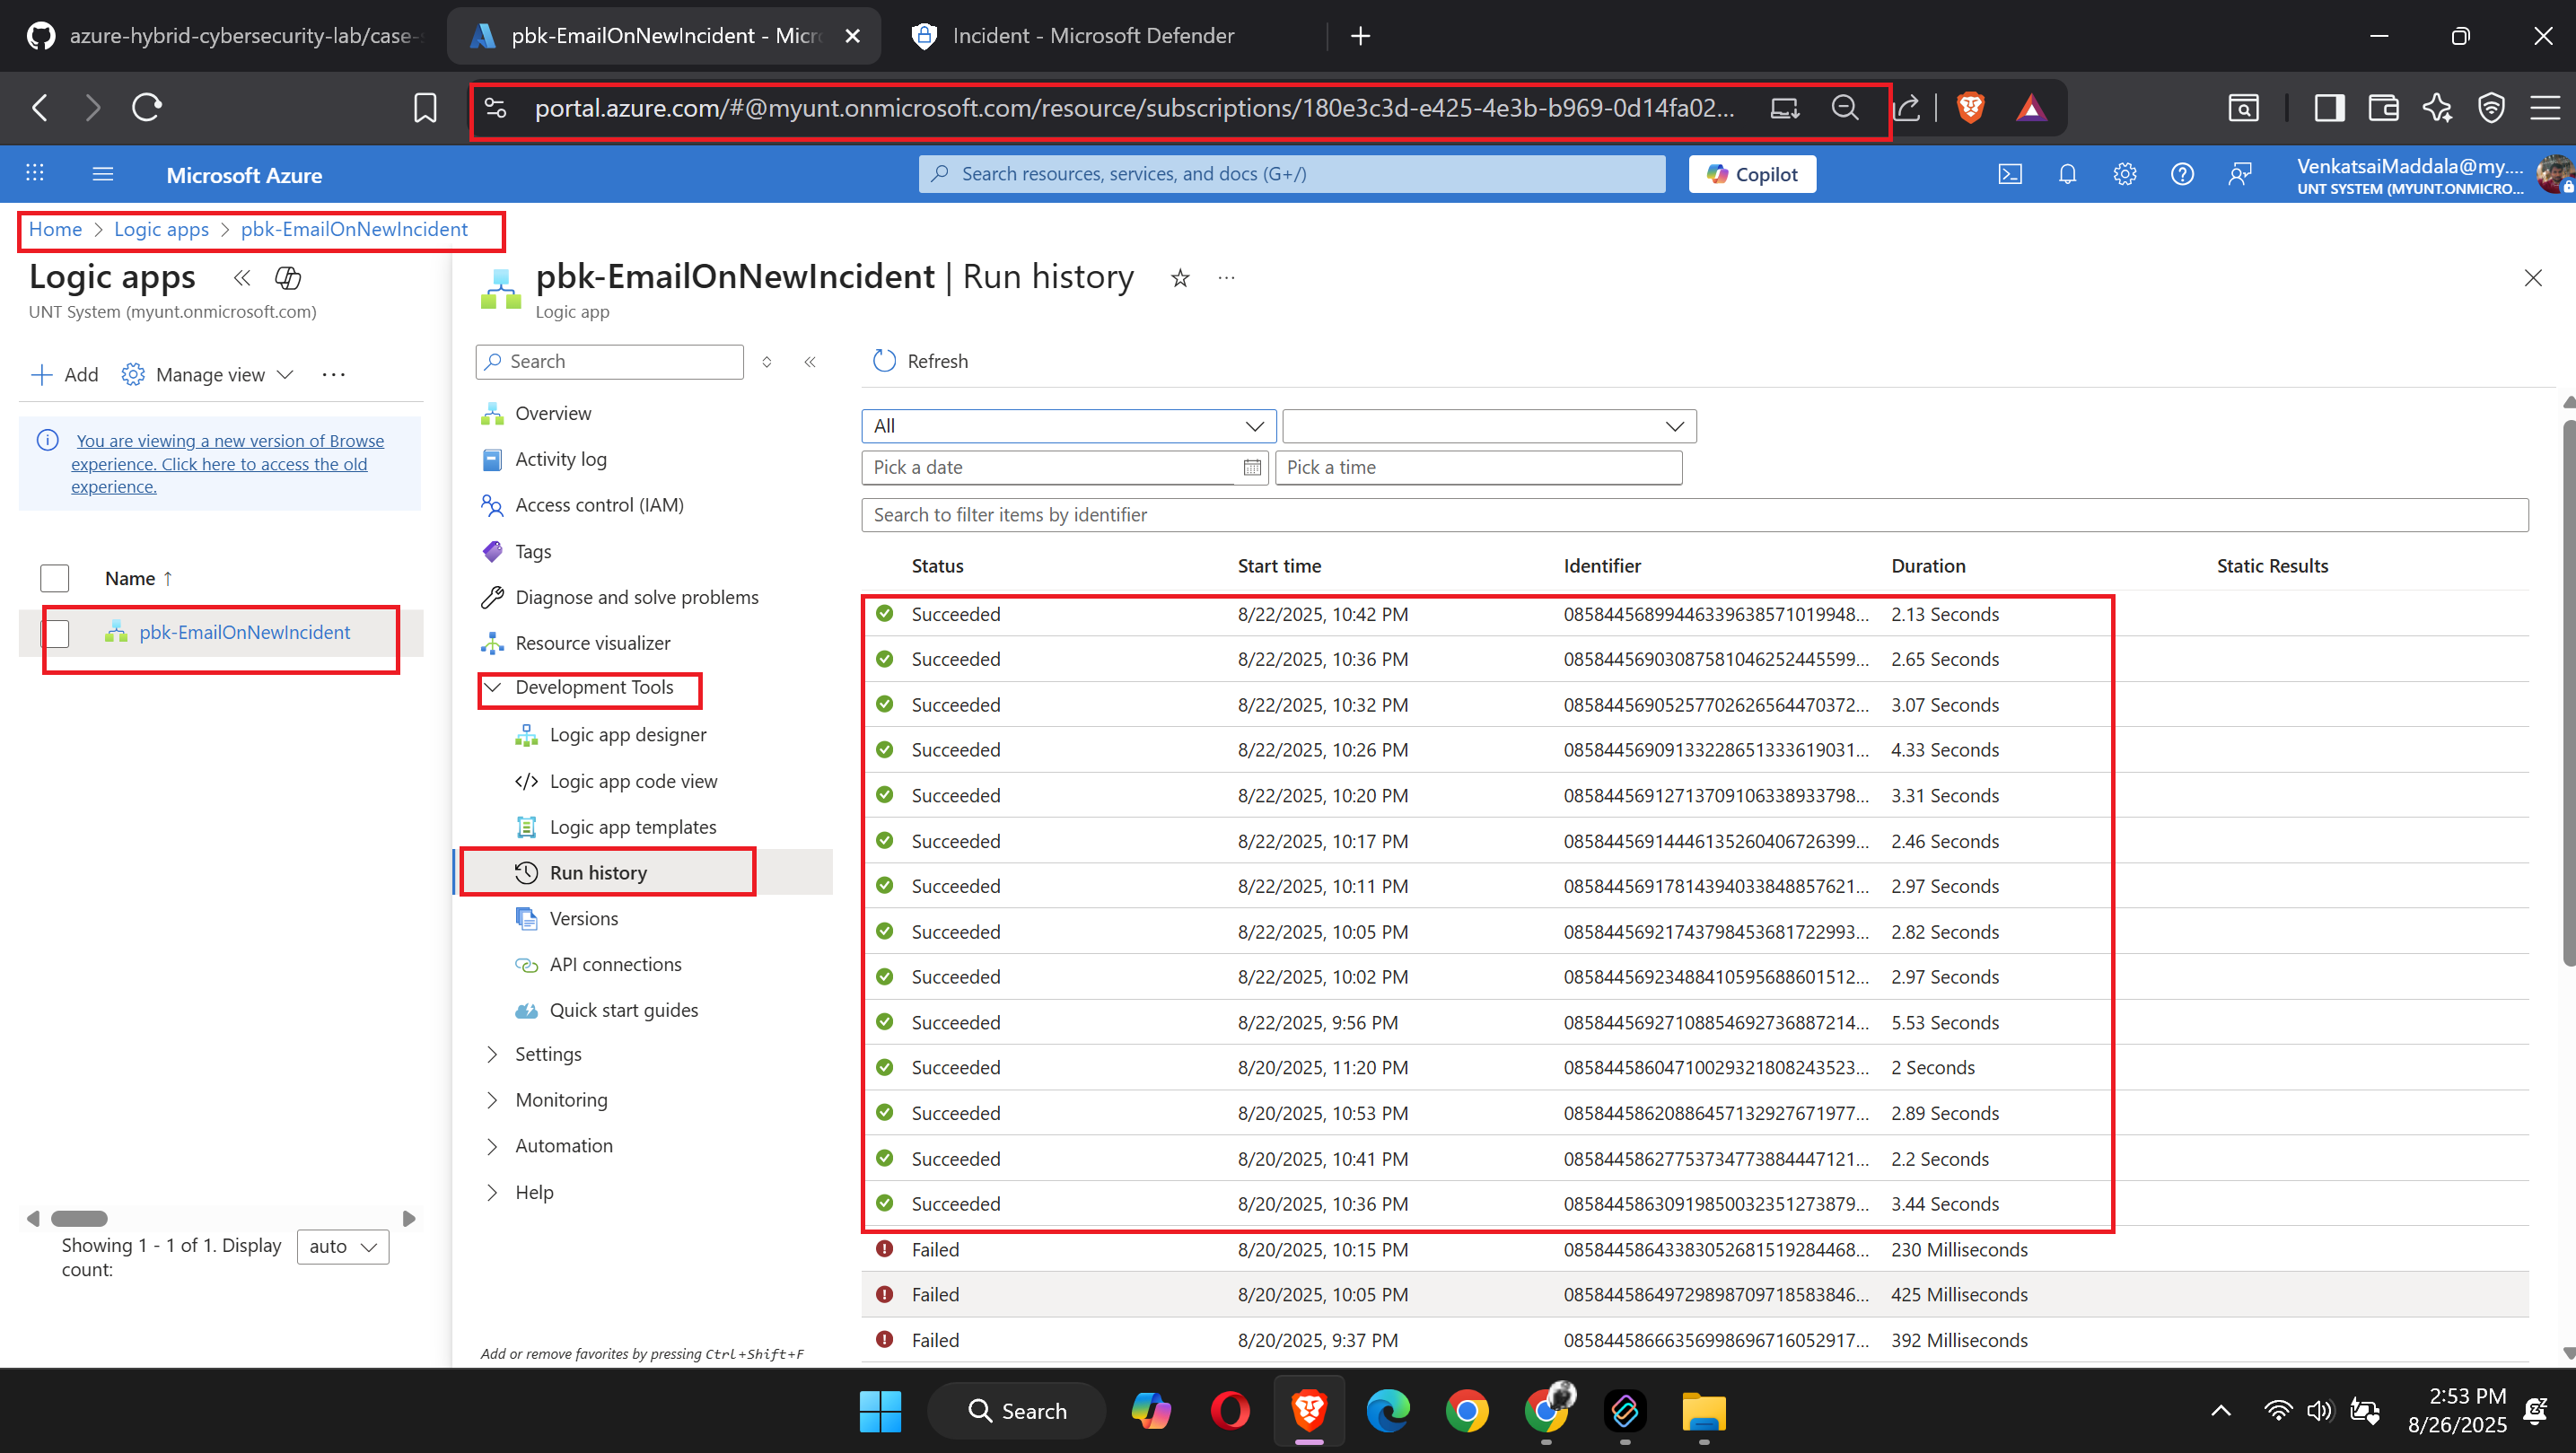 azure-hybrid-cybersecurity-lab/case-
pbk-EmailOnNewIncident - Micr
Incident - Microsoft Defender
portal.azure.com/#@myunt.onmicrosoft.com/resource/subscriptions/180e3c3d-e425-4e3b-b969-0d14fa02...
Microsoft Azure
Search resources, services, and docs (G+/)
Copilot
VenkatsaiMaddala@my....
UNT SYSTEM (MYUNT.ONMICRO...
Home > Logic apps > pbk-EmailOnNewIncident
Logic apps
UNT System (myunt.onmicrosoft.com)
Add
Manage view
You are viewing a new version of Browse
experience. Click here to access the old
experience.
Name ↑
pbk-EmailOnNewIncident
Showing 1 - 1 of 1. Display
count:
auto
pbk-EmailOnNewIncident | Run history
Logic app
Search
Overview
Activity log
Access control (IAM)
Tags
Diagnose and solve problems
Resource visualizer
Development Tools
Logic app designer
Logic app code view
Logic app templates
Run history
Versions
API connections
Quick start guides
Settings
Monitoring
Automation
Help
Add or remove favorites by pressing Ctrl+Shift+F
Refresh
All
Pick a date
Pick a time
Search to filter items by identifier
Status Start time Identifier Duration Static Results
Succeeded 8/22/2025, 10:42 PM 08584456899446339638571019948... 2.13 Seconds
Succeeded 8/22/2025, 10:36 PM 08584456903087581046252445599... 2.65 Seconds
Succeeded 8/22/2025, 10:32 PM 08584456905257702626564470372... 3.07 Seconds
Succeeded 8/22/2025, 10:26 PM 08584456909133228651333619031... 4.33 Seconds
Succeeded 8/22/2025, 10:20 PM 08584456912713709106338933798... 3.31 Seconds
Succeeded 8/22/2025, 10:17 PM 08584456914446135260406726399... 2.46 Seconds
Succeeded 8/22/2025, 10:11 PM 08584456917814394033848857621... 2.97 Seconds
Succeeded 8/22/2025, 10:05 PM 08584456921743798453681722993... 2.82 Seconds
Succeeded 8/22/2025, 10:02 PM 08584456923488410595688601512... 2.97 Seconds
Succeeded 8/22/2025, 9:56 PM 08584456927108854692736887214... 5.53 Seconds
Succeeded 8/20/2025, 11:20 PM 08584458604710029321808243523... 2 Seconds
Succeeded 8/20/2025, 10:53 PM 08584458620886457132927671977... 2.89 Seconds
Succeeded 8/20/2025, 10:41 PM 08584458627753734773884447121... 2.2 Seconds
Succeeded 8/20/2025, 10:36 PM 08584458630919850032351273879... 3.44 Seconds
Failed 8/20/2025, 10:15 PM 08584458643383052681519284468... 230 Milliseconds
Failed 8/20/2025, 10:05 PM 08584458649729898709718583846... 425 Milliseconds
Failed 8/20/2025, 9:37 PM 08584458666356998696716052917... 392 Milliseconds
Search
2:53 PM
8/26/2025